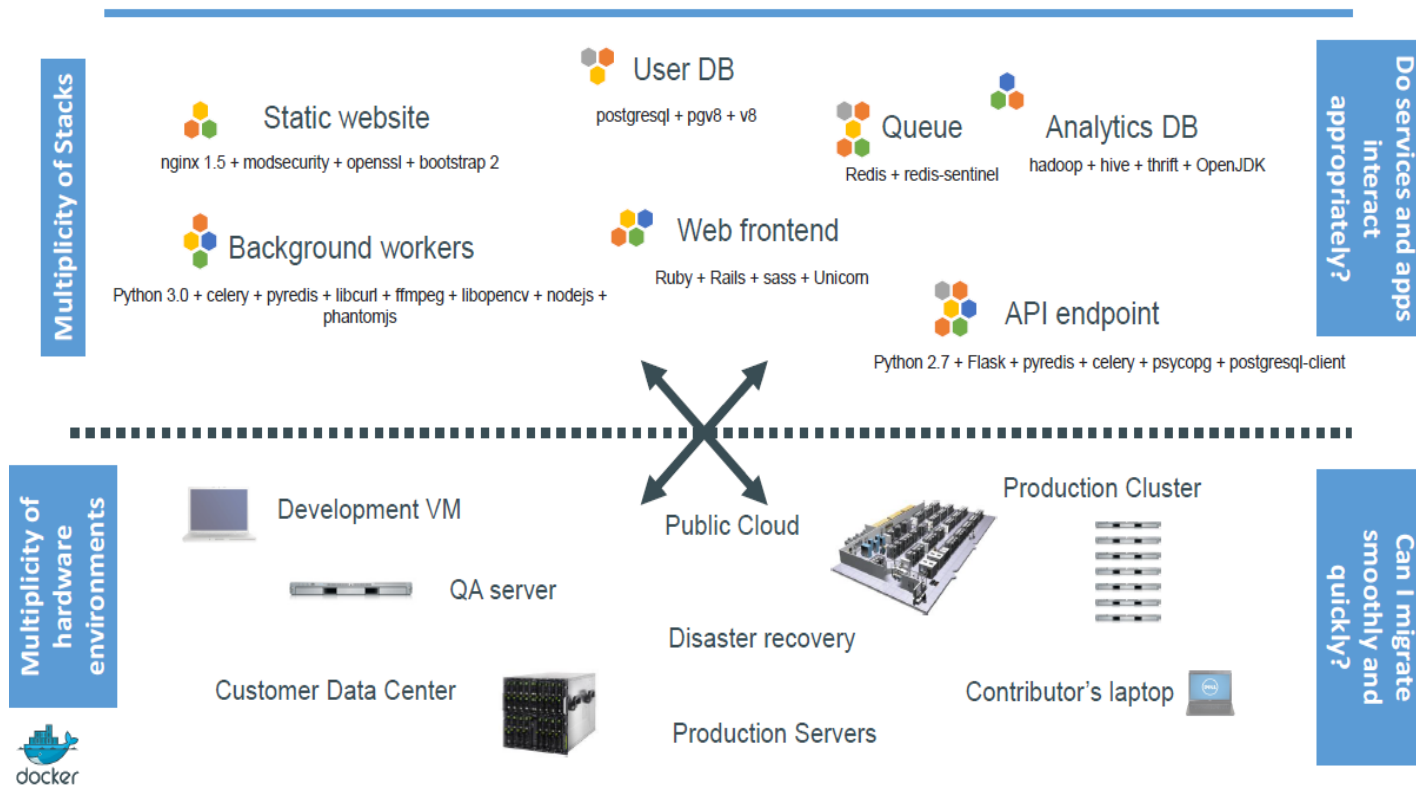 Multiplicity of Stacks
Static website
nginx 1.5 + modsecurity + openssl + bootstrap 2
User DB
postgresql + pgv8 + v8
Queue
Redis + redis-sentinel
Analytics DB
hadoop + hive + thrift + OpenJDK
Background workers
Python 3.0 + celery + pyredis + libcurl + ffmpeg + libopencv + nodejs +
phantomjs
Web frontend
Ruby + Rails + sass + Unicorn
API endpoint
Python 2.7 + Flask + pyredis + celery + psycopg + postgresql-client
Do services and apps
interact
appropriately?
Multiplicity of
hardware
environments
Development VM
QA server
Customer Data Center
Public Cloud
Disaster recovery
Production Servers
Production Cluster
Contributor's laptop
DELL
Can I migrate
smoothly and
quickly?
docker